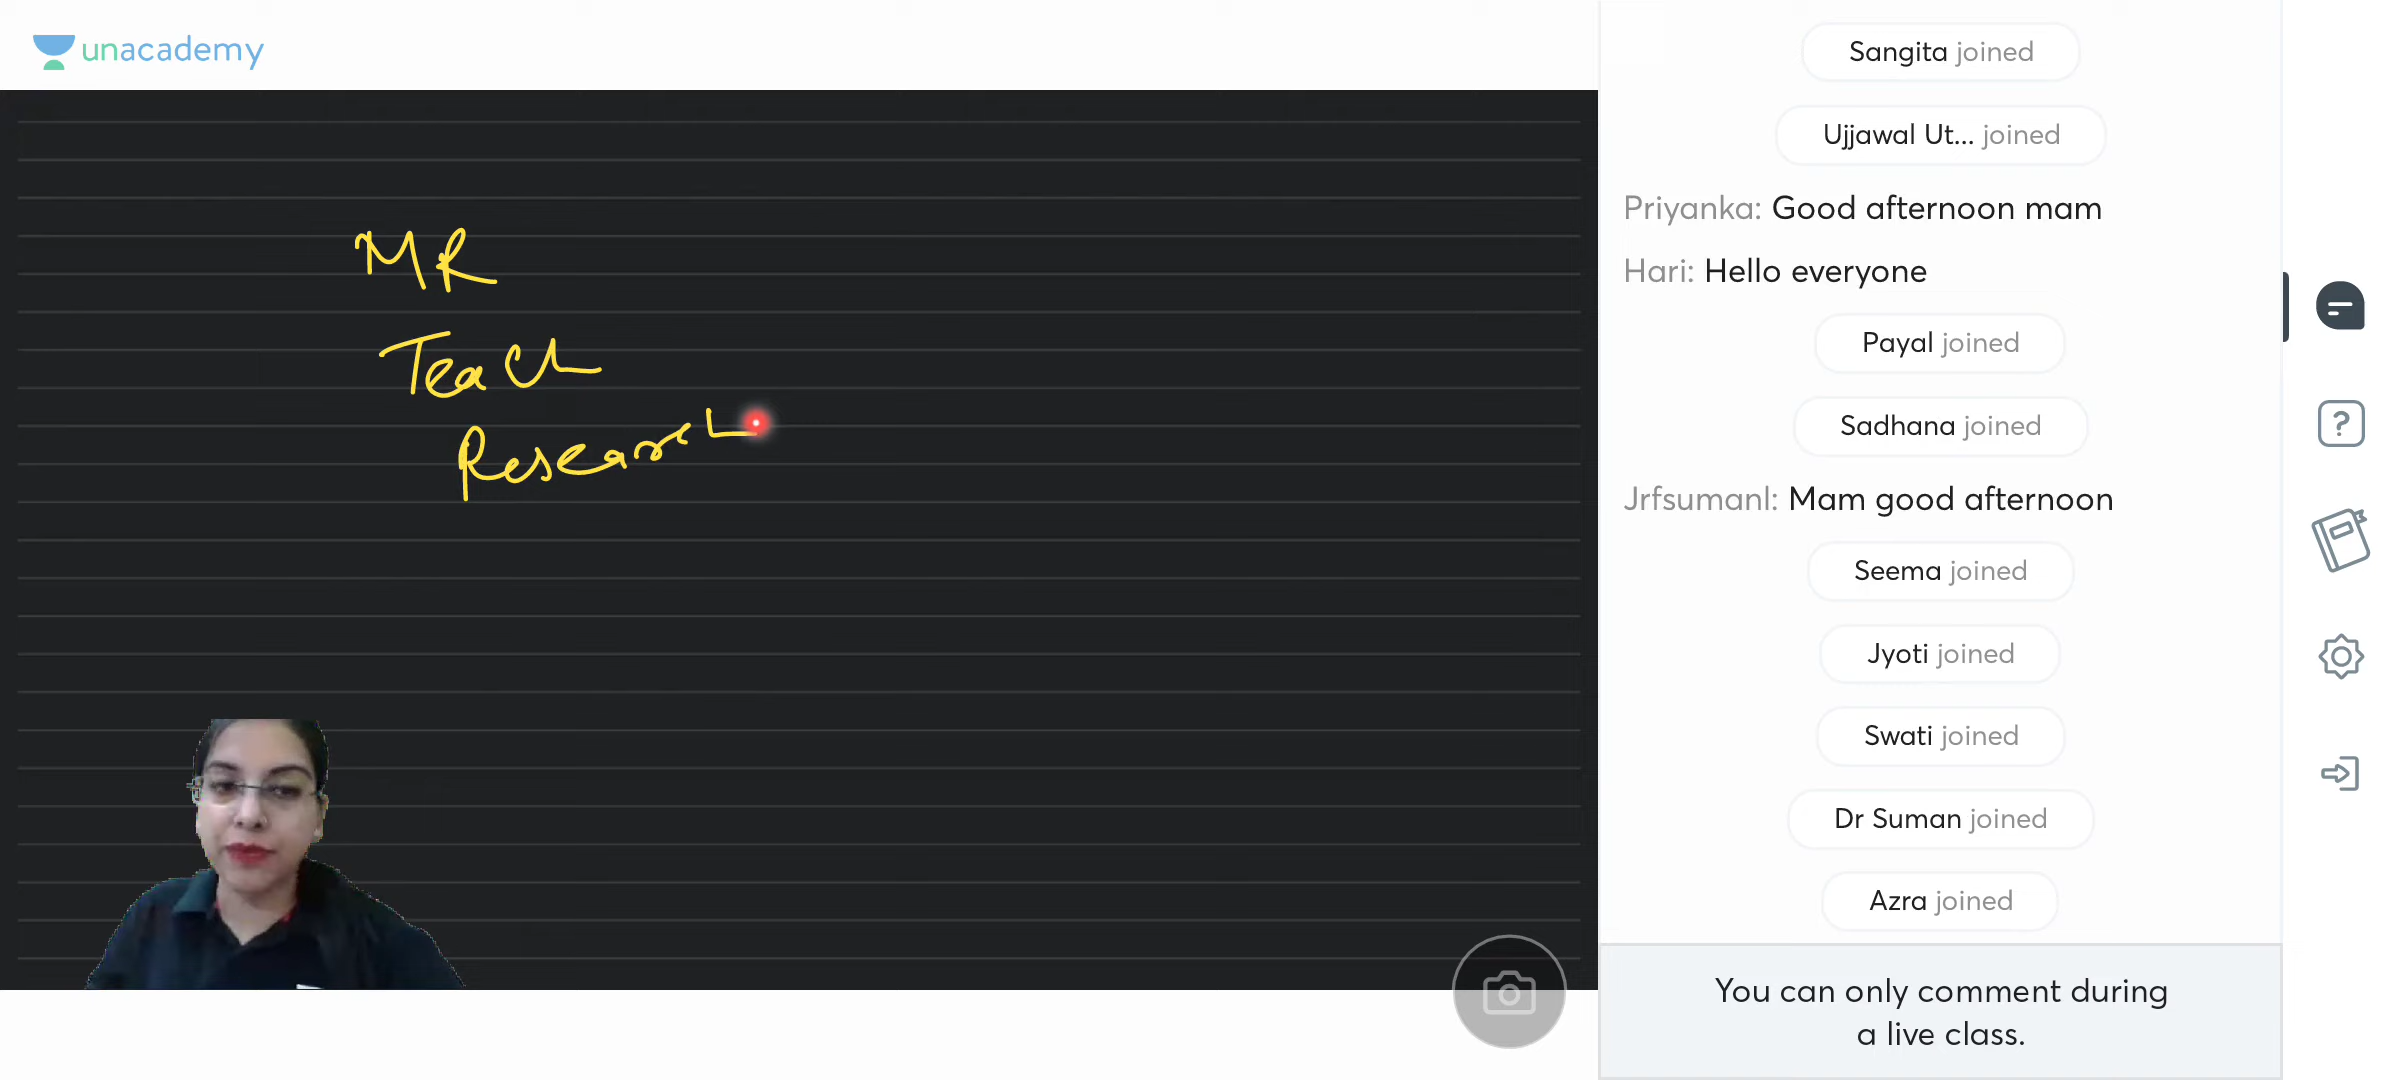 unacademy
MR
Teach
Research
Sangita joined
Ujjawal Ut... joined
Priyanka: Good afternoon mam
Hari: Hello everyone
Payal joined
Sadhana joined
Jrfsumanl: Mam good afternoon
Seema joined
Jyoti joined
Swati joined
Dr Suman joined
Azra joined
You can only comment during
a live class.
?